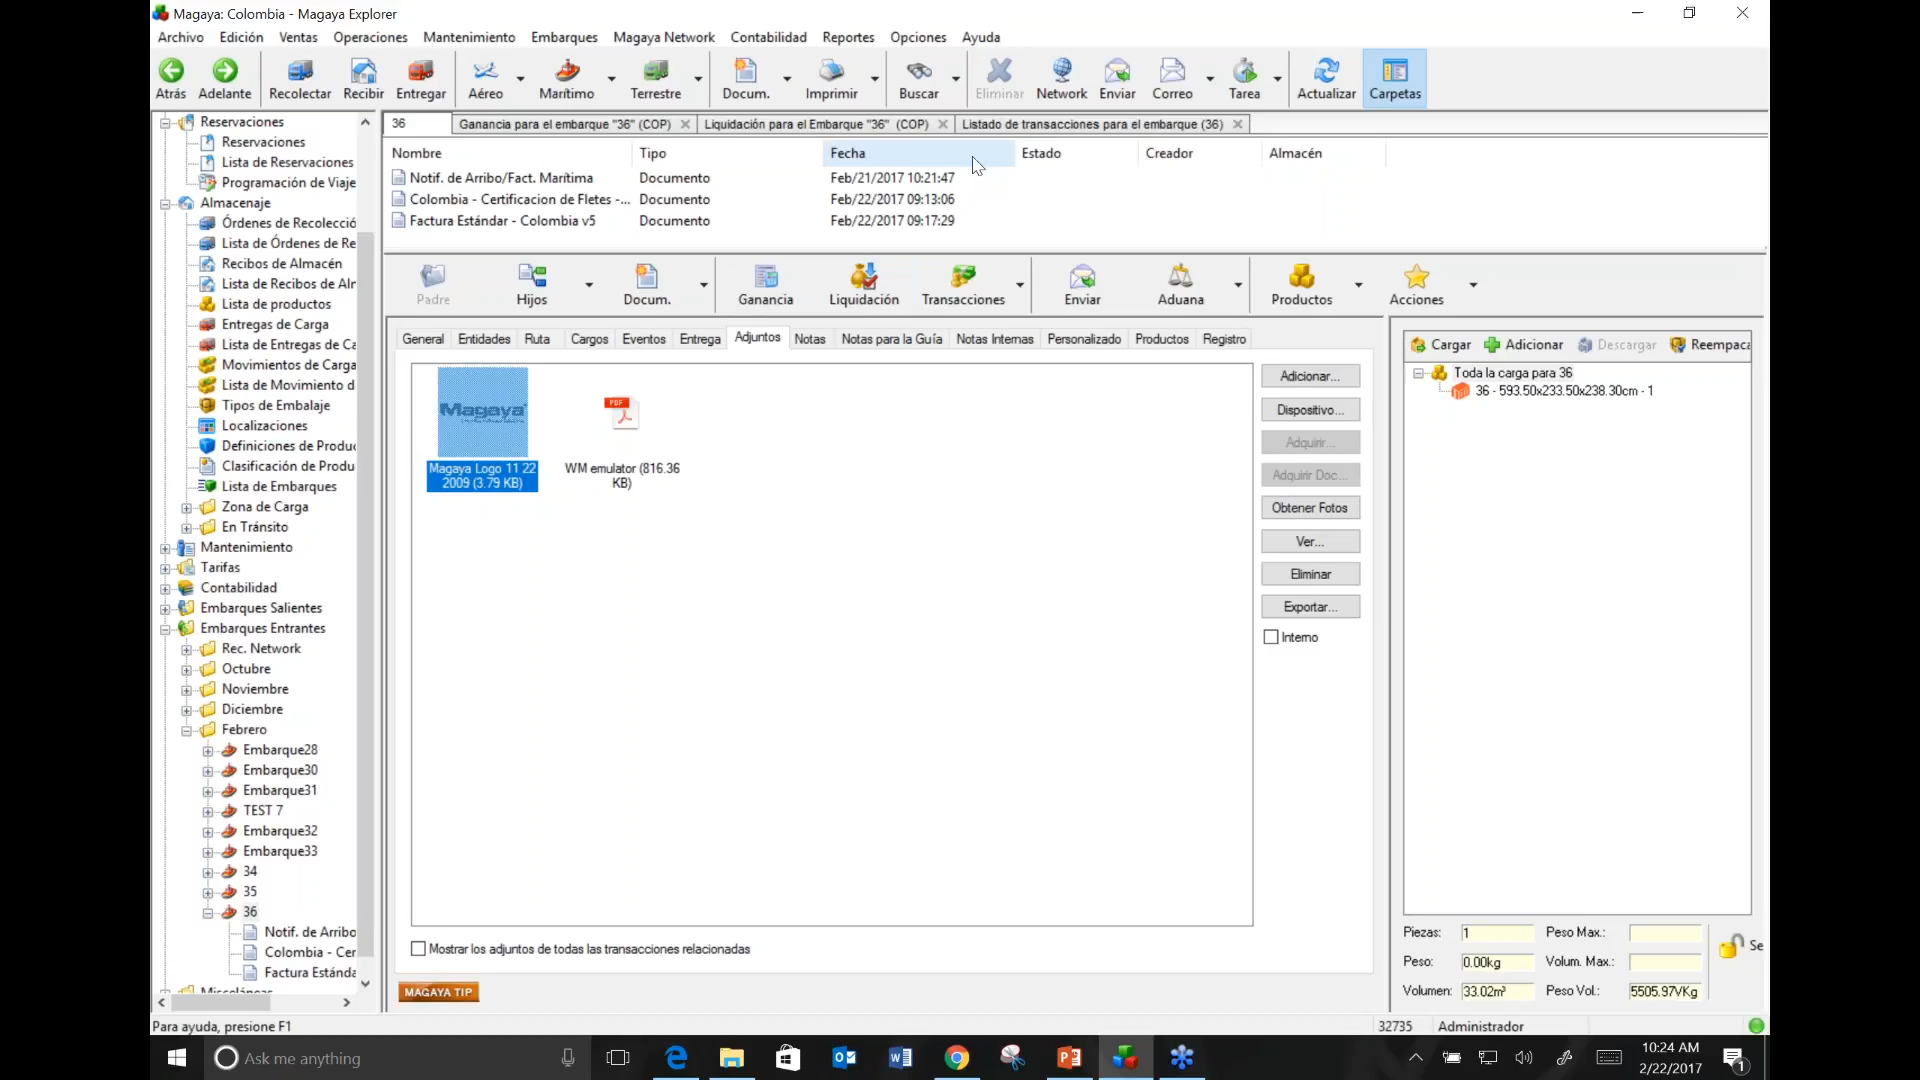 Magaya: Colombia - Magaya Explorer
Archivo Edición Ventas Operaciones Mantenimiento Embarques Magaya Network Contabilidad Reportes Opciones Ayuda
Atrás Adelante Recolectar Recibir Entregar Aéreo Marítimo Terrestre Docum. Imprimir Buscar Eliminar Network Enviar Correo Tarea Actualizar Carpetas
Reservaciones
Reservaciones
Lista de Reservaciones
Programación de Viaje
Almacenaje
Órdenes de Recolecció
Lista de Órdenes de Re
Recibos de Almacén
Lista de Recibos de Alr
Lista de productos
Entregas de Carga
Lista de Entregas de Ca
Movimientos de Carga
Lista de Movimiento d
Tipos de Embalaje
Localizaciones
Definiciones de Produc
Clasificación de Produ
Lista de Embarques
Zona de Carga
En Tránsito
Mantenimiento
Tarifas
Contabilidad
Embarques Salientes
Embarques Entrantes
Rec. Network
Octubre
Noviembre
Diciembre
Febrero
Embarque28
Embarque30
Embarque31
TEST 7
Embarque32
Embarque33
34
35
36
Notif. de Arribo
Colombia - Cer
Factura Estánda
36 Ganancia para el embarque "36" (COP) Liquidación para el Embarque "36" (COP) Listado de transacciones para el embarque (36)
Nombre Tipo Fecha Estado Creador Almacén
Notif. de Arribo/Fact. Marítima Documento Feb/21/2017 10:21:47
Colombia - Certificacion de Fletes -... Documento Feb/22/2017 09:13:06
Factura Estándar - Colombia v5 Documento Feb/22/2017 09:17:29
Padre Hijos Docum. Ganancia Liquidación Transacciones Enviar Aduana Productos Acciones
General Entidades Ruta Cargos Eventos Entrega Adjuntos Notas Notas para la Guía Notas Internas Personalizado Productos Registro
Magaya
Magaya Logo 11 22
2009 (3.79 KB)
PDF
WM emulator (816.36
KB)
Adicionar...
Dispositivo...
Adquirir...
Adquirir Doc...
Obtener Fotos
Ver...
Eliminar
Exportar...
Interno
Mostrar los adjuntos de todas las transacciones relacionadas
MAGAYA TIP
Cargar Adicionar Descargar Reempaca
Toda la carga para 36
36 - 593.50x233.50x238.30cm - 1
Piezas: 1 Peso Max.:
Peso: 0.00kg Volum. Max.:
Volumen: 33.02m³ Peso Vol.: 5505.97VKg
Se
Para ayuda, presione F1
32735 Administrador
Ask me anything
10:24 AM
2/22/2017
1